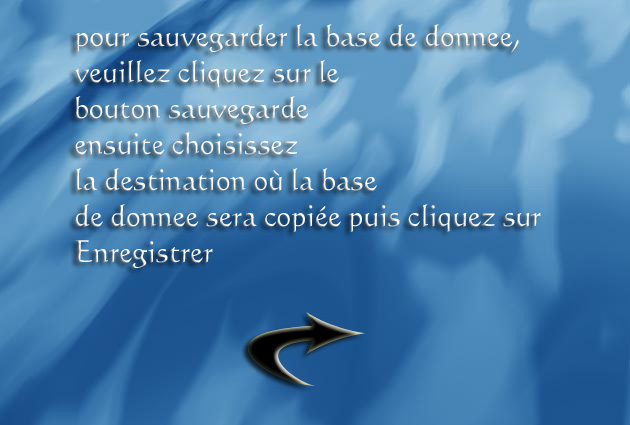 pour sauvegarder la base de donnee,
veuillez cliquez sur le
bouton sauvegarde
ensuite choisissez
la destination où la base
de donnee sera copiée puis cliquez sur
Enregistrer